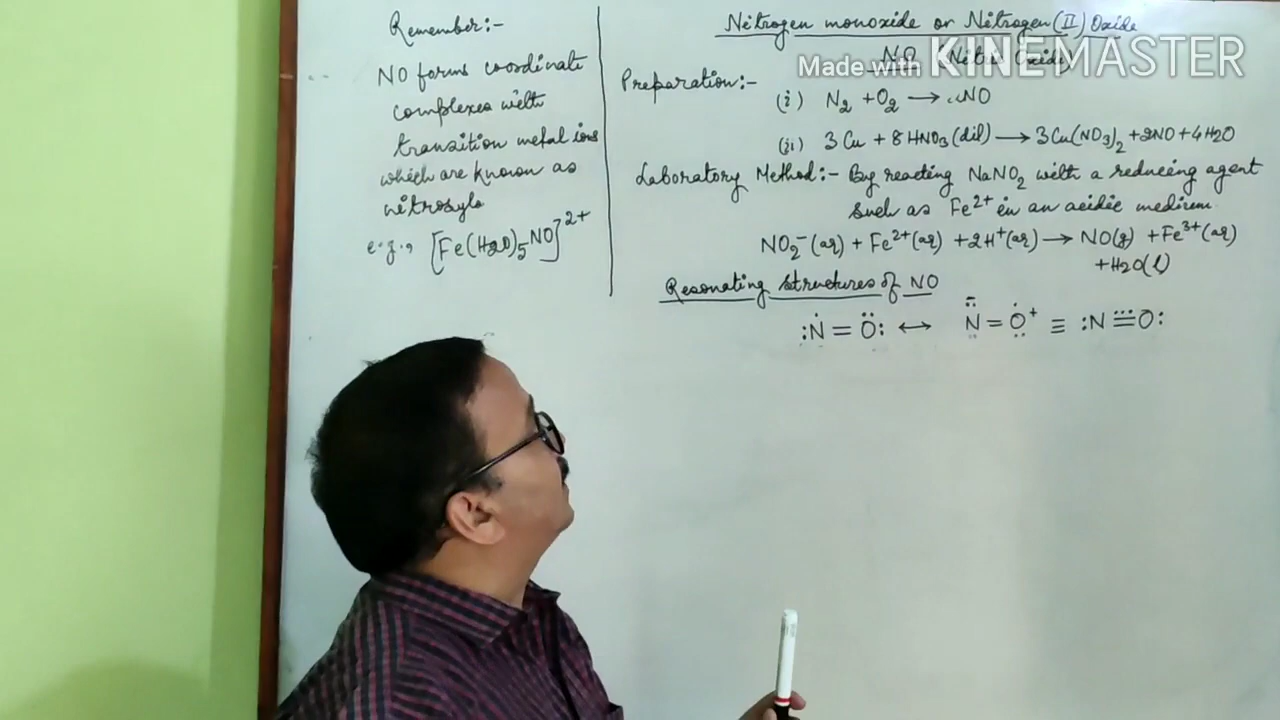 Remember:-
NO forms coordinate
complexes with
transition metal ions
which are known as
nitrosyls
e.g., [Fe(H2O)5NO]2+
Nitrogen monoxide or Nitrogen(II) Oxide
NO (Nitric Oxide)
Made with KINEMASTER
Preparation:-
(i) N2 + O2 → NO
(ii) 3Cu + 8HNO3(dil) → 3Cu(NO3)2 + 2NO + 4H2O
Laboratory Method:- By reacting NaNO2 with a reducing agent
such as Fe2+ in an acidic medium.
NO2-(aq) + Fe2+(aq) + 2H+(aq) → NO(g) + Fe3+(aq)
+ H2O(l)
Resonating structures of NO
:N = O: ↔ N = O+ ≡ :N ≡ O: